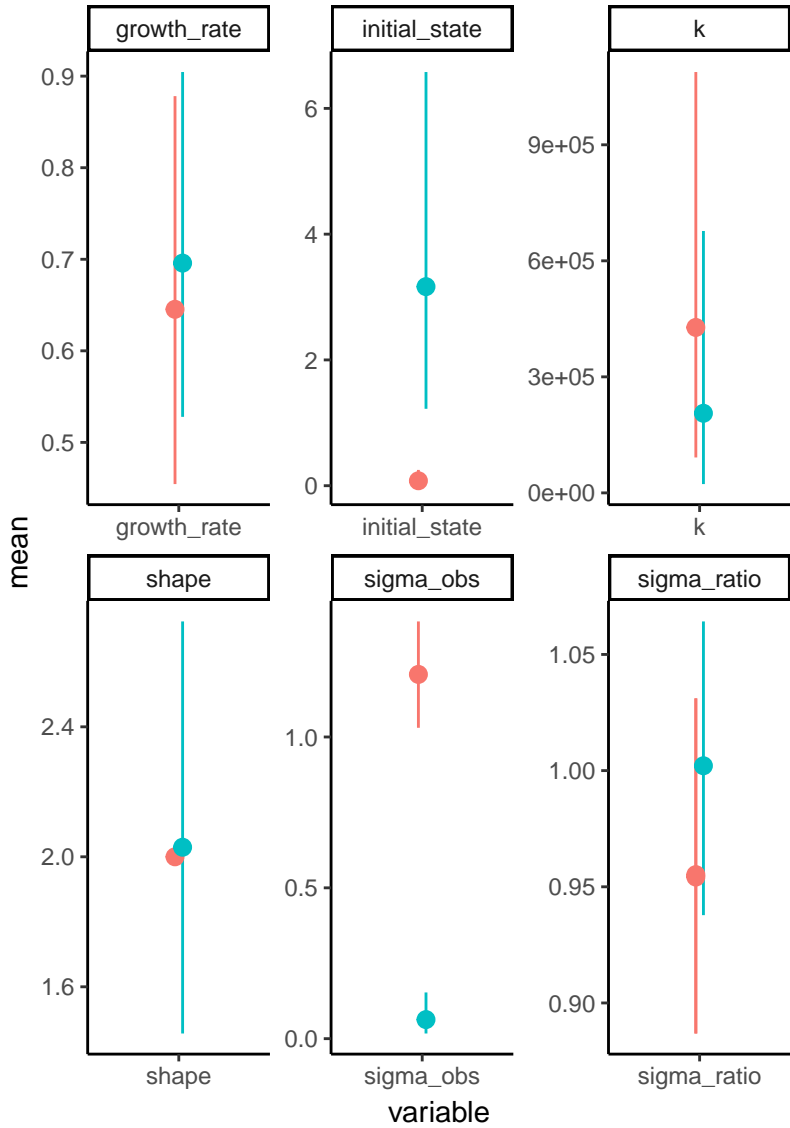 growth_rate
initial_state
k
0.9
0.8
0.7
0.6
0.5
6
4
2
0
9e+05
6e+05
3e+05
0e+00
growth_rate
initial_state
k
mean
shape
sigma_obs
sigma_ratio
2.4
2.0
1.6
1.0
0.5
0.0
1.05
1.00
0.95
0.90
shape
sigma_obs
sigma_ratio
variable